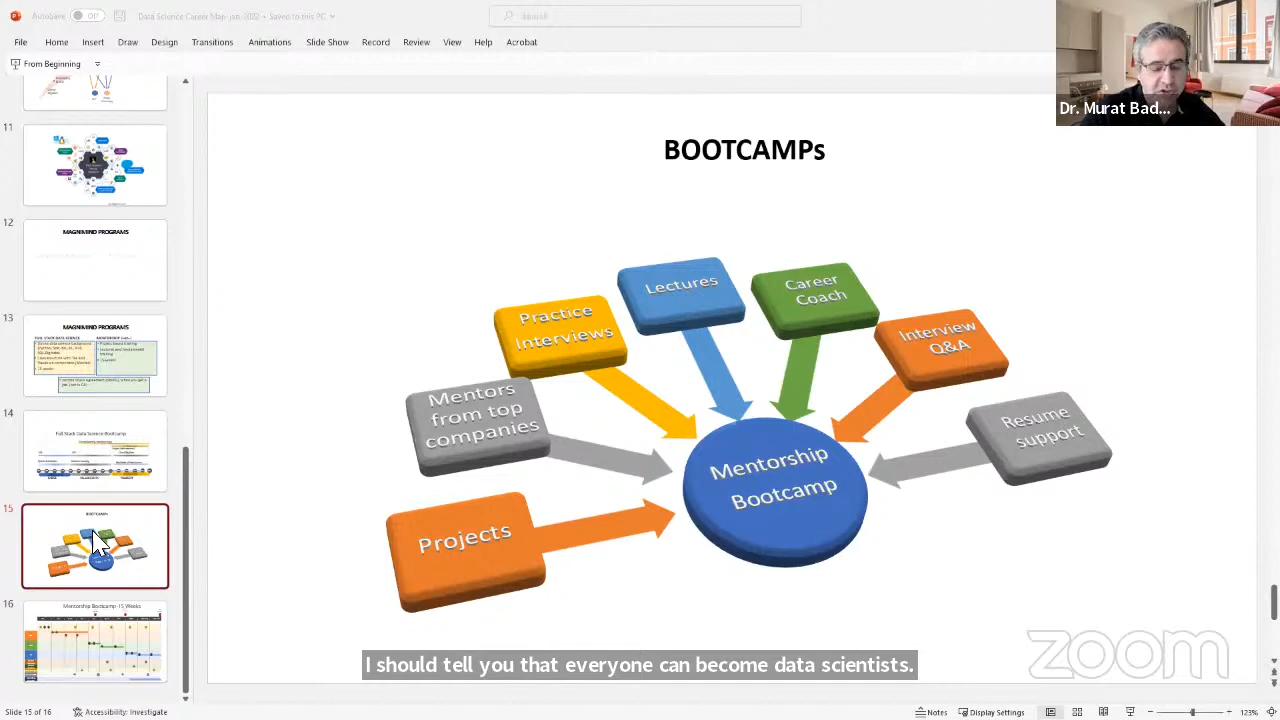 AutoSave Off
Data Science Career Map-jan-2022 - Saved to this PC
Search
File Home Insert Draw Design Transitions Animations Slide Show Record Review View Help Acrobat
From Beginning
Dr. Murat Bad...
11
12
MAGNIMIND PROGRAMS
13
MAGNIMIND PROGRAMS
14
Full Stack Data Science Bootcamp
15
BOOTCAMPs
16
Mentorship Bootcamp-15 Weeks
BOOTCAMPs
Lectures
Career
Coach
Practice
Interviews
Interview
Q&A
Mentors
from top
companies
Resume
support
Mentorship
Bootcamp
Projects
I should tell you that everyone can become data scientists.
zoom
Slide 15 of 16
Accessibility: Investigate
Notes
Display Settings
123%